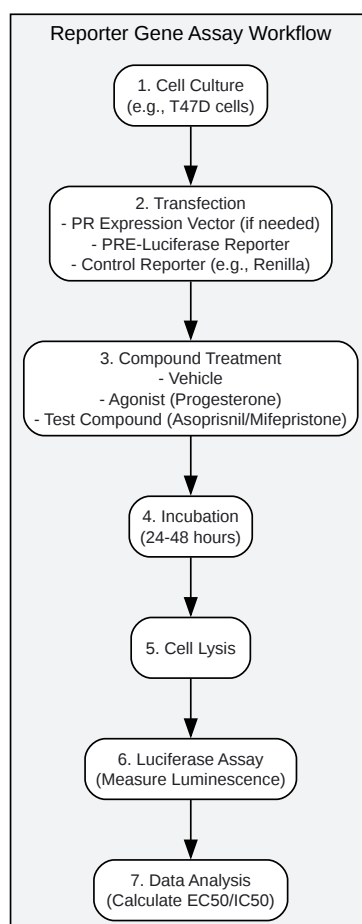 Reporter Gene Assay Workflow
1. Cell Culture
(e.g., T47D cells)
2. Transfection
- PR Expression Vector (if needed)
- PRE-Luciferase Reporter
- Control Reporter (e.g., Renilla)
3. Compound Treatment
- Vehicle
- Agonist (Progesterone)
- Test Compound (Asoprisnil/Mifepristone)
4. Incubation
(24-48 hours)
5. Cell Lysis
6. Luciferase Assay
(Measure Luminescence)
7. Data Analysis
(Calculate EC50/IC50)